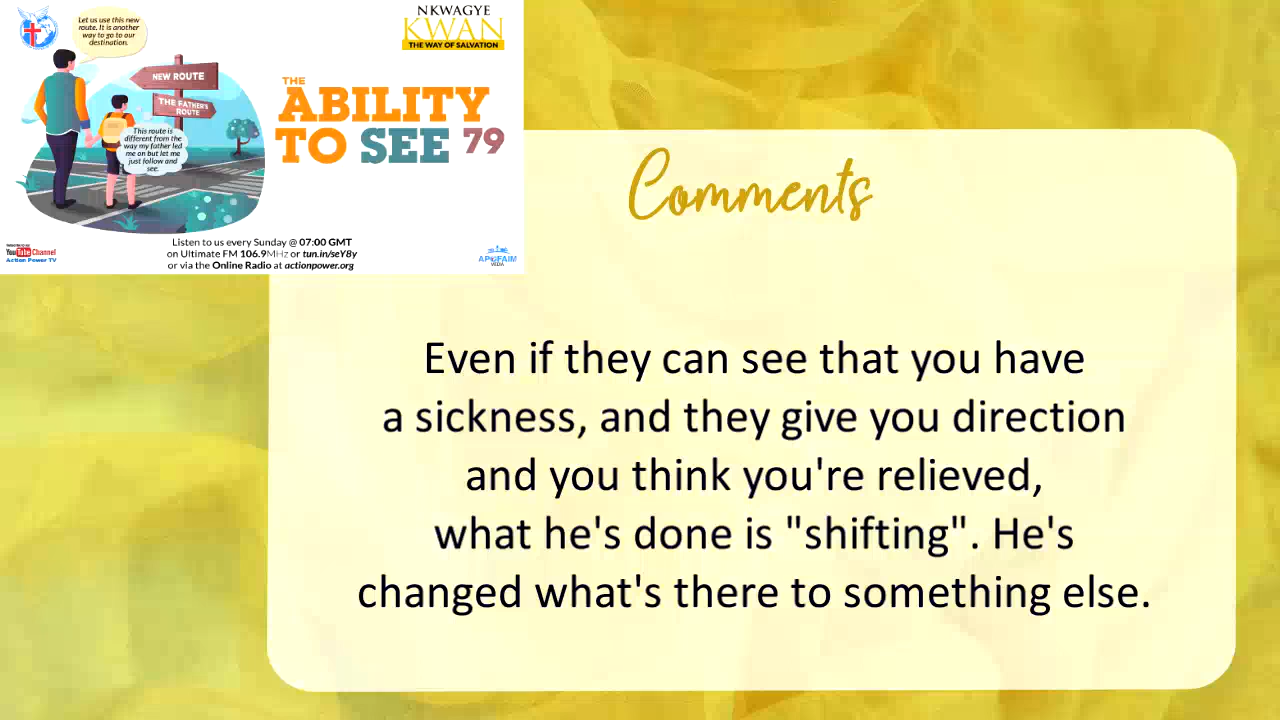 Let us use this new
route. It is another
way to go to our
destination.
NEW ROUTE
THE FATHER'S
ROUTE
This route is
different from the
way my father led
me on but let me
just follow and
see.
NKWAGYE
KWAN
THE WAY OF SALVATION
THE
ABILITY
TO SEE 79
YouTube Channel
Action Power TV
Listen to us every Sunday @ 07:00 GMT
on Ultimate FM 106.9MHz or tun.in/seY8y
or via the Online Radio at actionpower.org
APOFAIM
MEDIA
Comments
Even if they can see that you have
a sickness, and they give you direction
and you think you're relieved,
what he's done is "shifting". He's
changed what's there to something else.